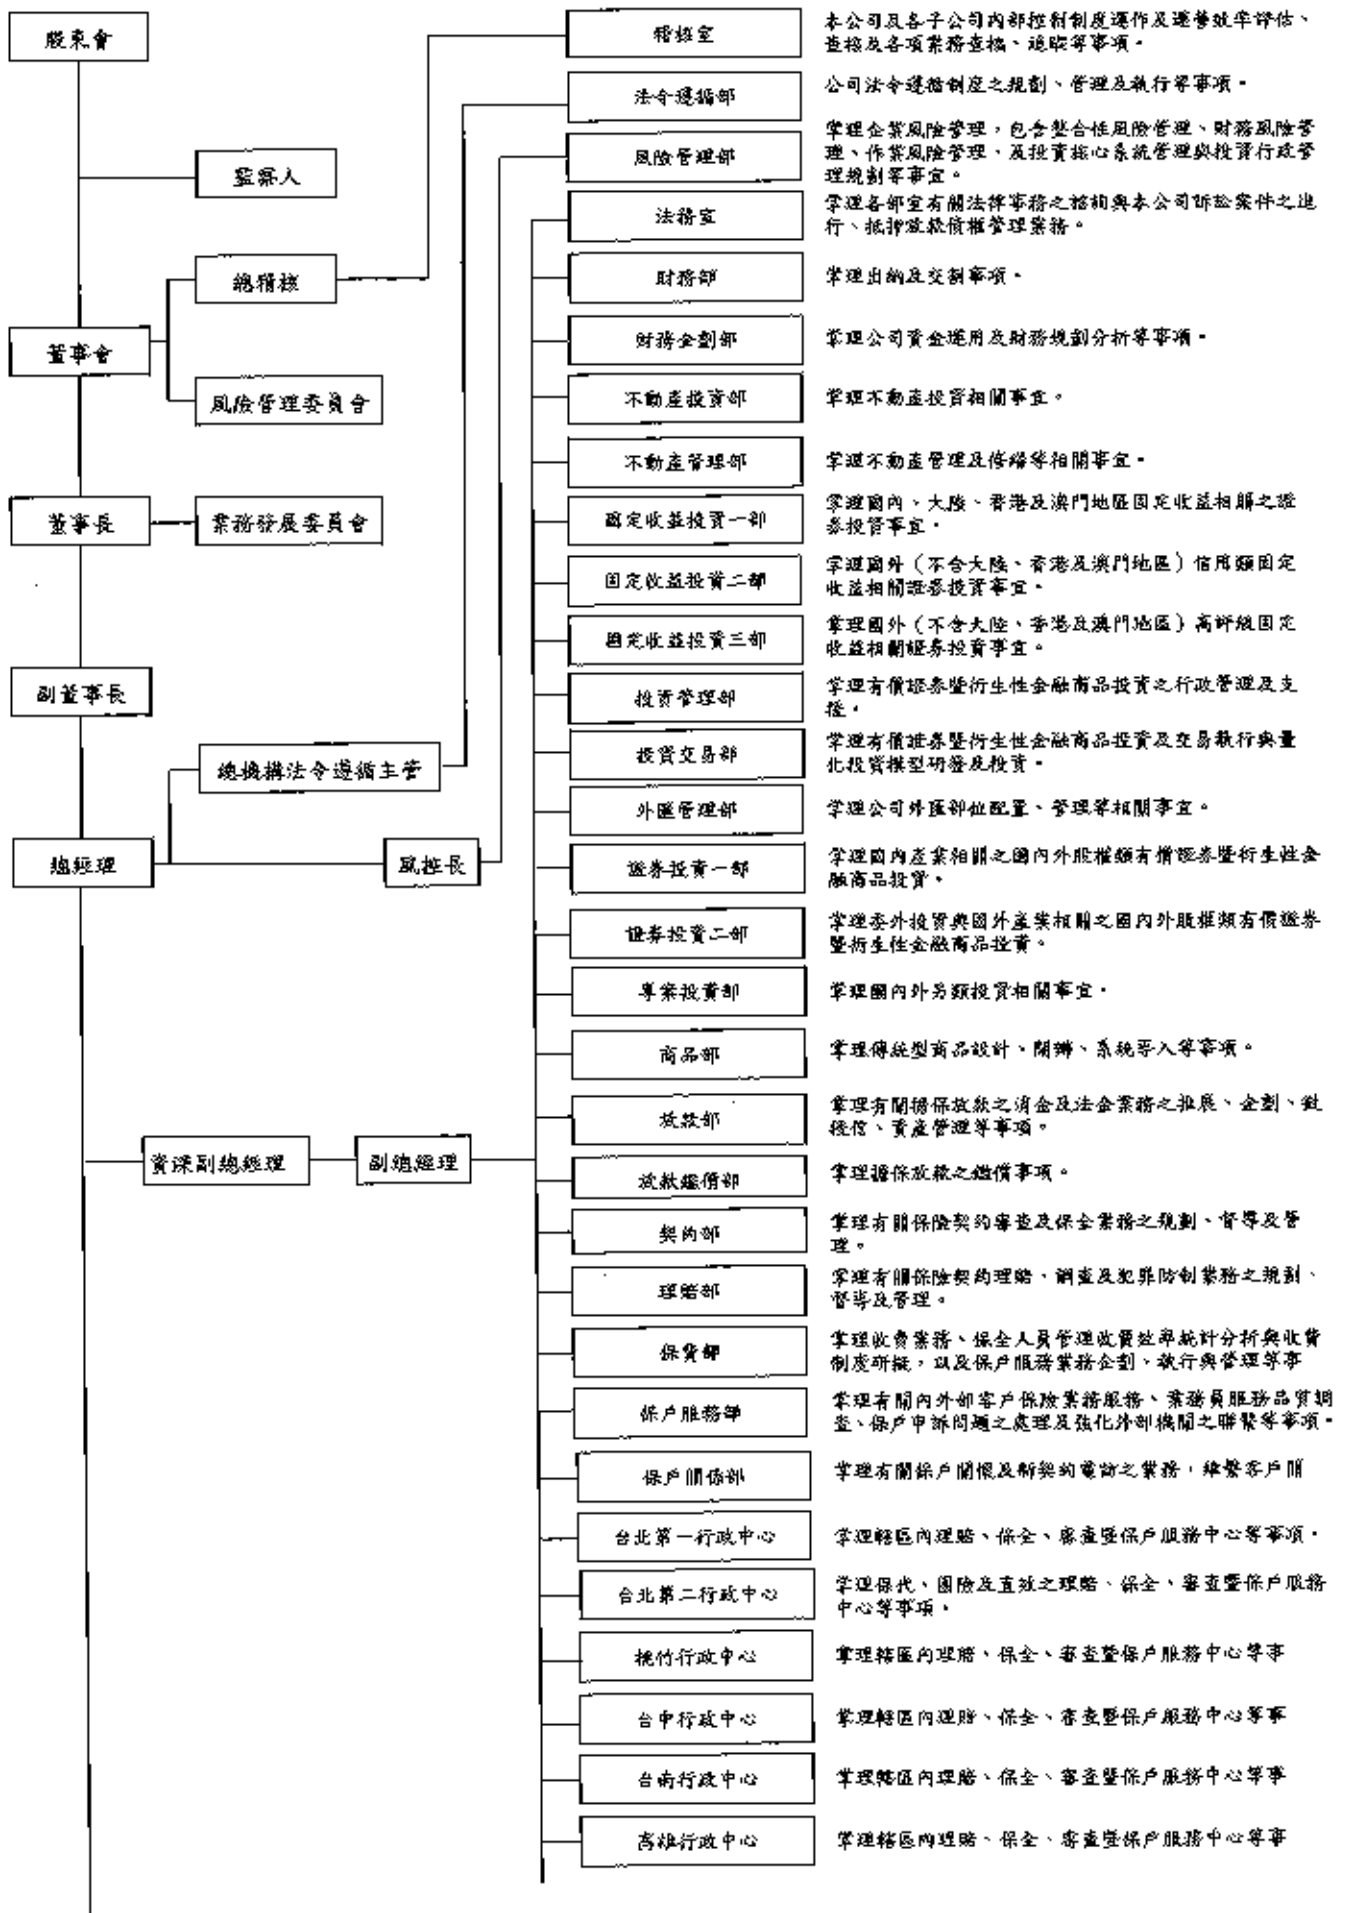 股東會
監察人
總稽核
董事會
風險管理委員會
董事長
業務發展委員會
副董事長
總機構法令遵循主管
總經理
風控長
資深副總經理
副總經理
稽核室
本公司及各子公司內部控制制度運作及運營效率評估、
查核及各項業務查核、追蹤等事項。
法令遵循部
公司法令遵循制度之規劃、管理及執行等事項。
風險管理部
掌理企業風險管理，包含整合性風險管理、財務風險管
理、作業風險管理、及投資核心系統管理與投資行政管
理規劃等事宜。
法務室
掌理各部室有關法律事務之諮詢與本公司訴訟案件之進
行、抵押放款債權管理業務。
財務部
掌理出納及交割事項。
財務企劃部
掌理公司資金運用及財務規劃分析等事項。
不動產投資部
掌理不動產投資相關事宜。
不動產管理部
掌理不動產管理及修繕等相關事宜。
固定收益投資一部
掌理國內、大陸、香港及澳門地區固定收益相關之證
券投資事宜。
固定收益投資二部
掌理國外（不含大陸、香港及澳門地區）信用類固定
收益相關證券投資事宜。
固定收益投資三部
掌理國外（不含大陸、香港及澳門地區）高評級固定
收益相關證券投資事宜。
投資管理部
掌理有價證券暨衍生性金融商品投資之行政管理及支
援。
投資交易部
掌理有價證券暨衍生性金融商品投資及交易執行與量
化投資模型研發及投資。
外匯管理部
掌理公司外匯部位配置、管理等相關事宜。
證券投資一部
掌理國內產業相關之國內外股權類有價證券暨衍生性金
融商品投資。
證券投資二部
掌理委外投資與國外產業相關之國內外股權類有價證券
暨衍生性金融商品投資。
專案投資部
掌理國內外另類投資相關事宜。
商品部
掌理傳統型商品設計、開辦、系統導入等事項。
放款部
掌理有關擔保放款之消金及法金業務之推展、企劃、徵
授信、資產管理等事項。
放款鑑價部
掌理擔保放款之鑑價事項。
契約部
掌理有關保險契約審查及保全業務之規劃、督導及管
理。
理賠部
掌理有關保險契約理賠、調查及犯罪防制業務之規劃、
督導及管理。
保費部
掌理收費業務、保全人員管理收費效率統計分析與收費
制度研擬，以及保戶服務業務企劃、執行與管理等事
保戶服務部
掌理有關內外部客戶保險業務服務、業務員服務品質調
查、保戶申訴問題之處理及強化外部機關之聯繫等事項。
保戶關係部
掌理有關保戶關懷及新契約電訪之業務，維繫客戶關
台北第一行政中心
掌理轄區內理賠、保全、審查暨保戶服務中心等事項。
台北第二行政中心
掌理保代、團險及直效之理賠、保全、審查暨保戶服務
中心等事項。
桃竹行政中心
掌理轄區內理賠、保全、審查暨保戶服務中心等事
台中行政中心
掌理轄區內理賠、保全、審查暨保戶服務中心等事
台南行政中心
掌理轄區內理賠、保全、審查暨保戶服務中心等事
高雄行政中心
掌理轄區內理賠、保全、審查暨保戶服務中心等事